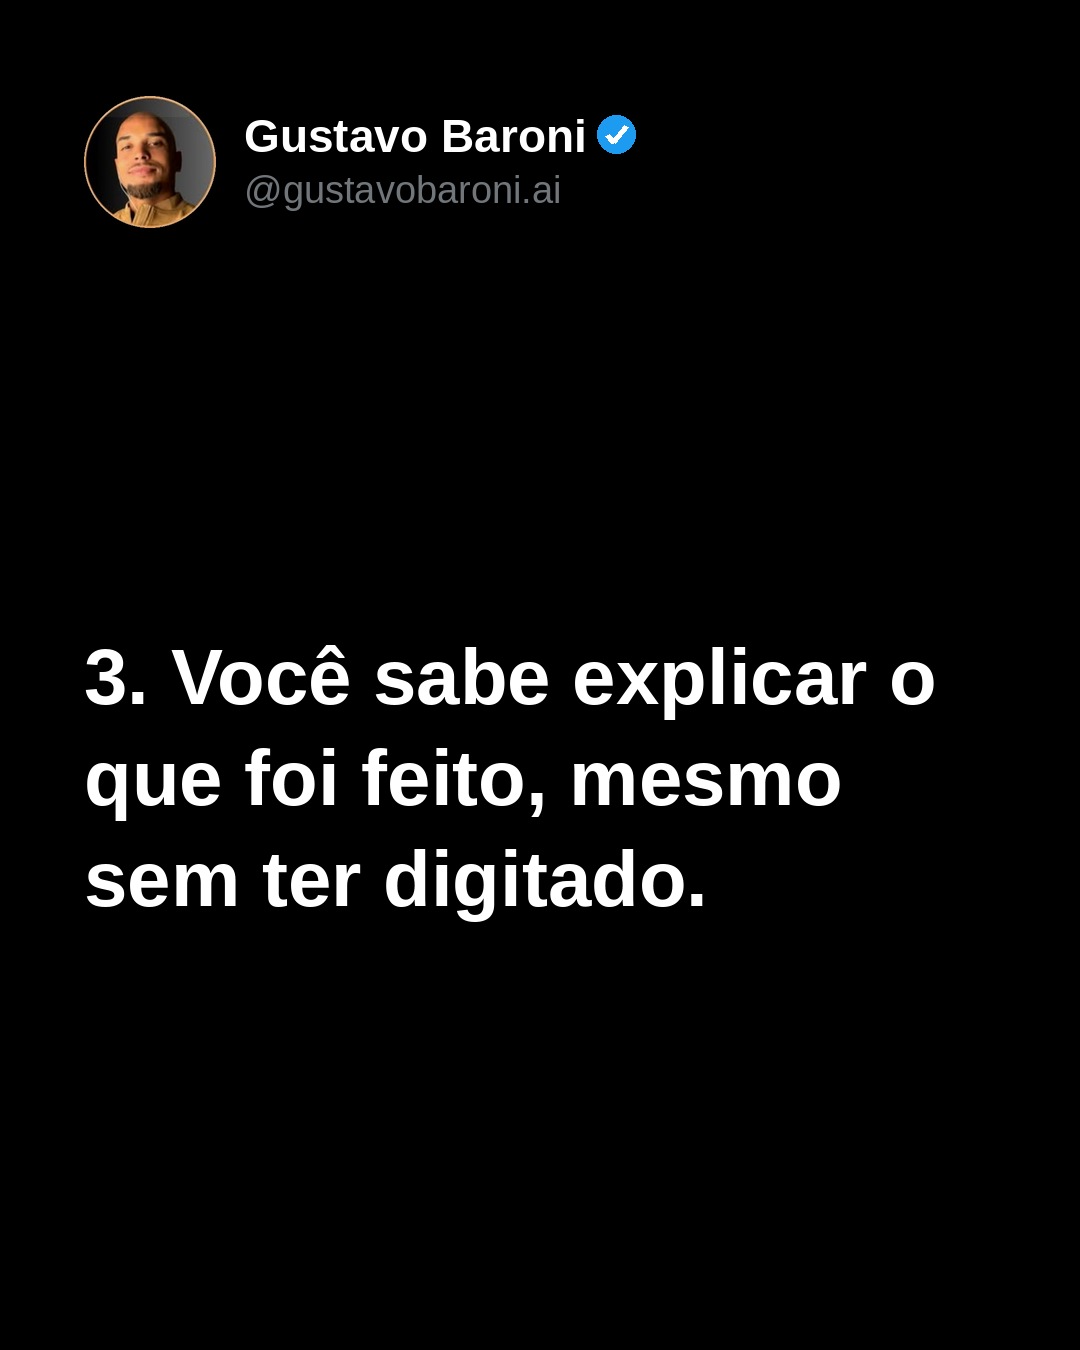 Gustavo Baroni
@gustavobaroni.ai
3. Você sabe explicar o
que foi feito, mesmo
sem ter digitado.